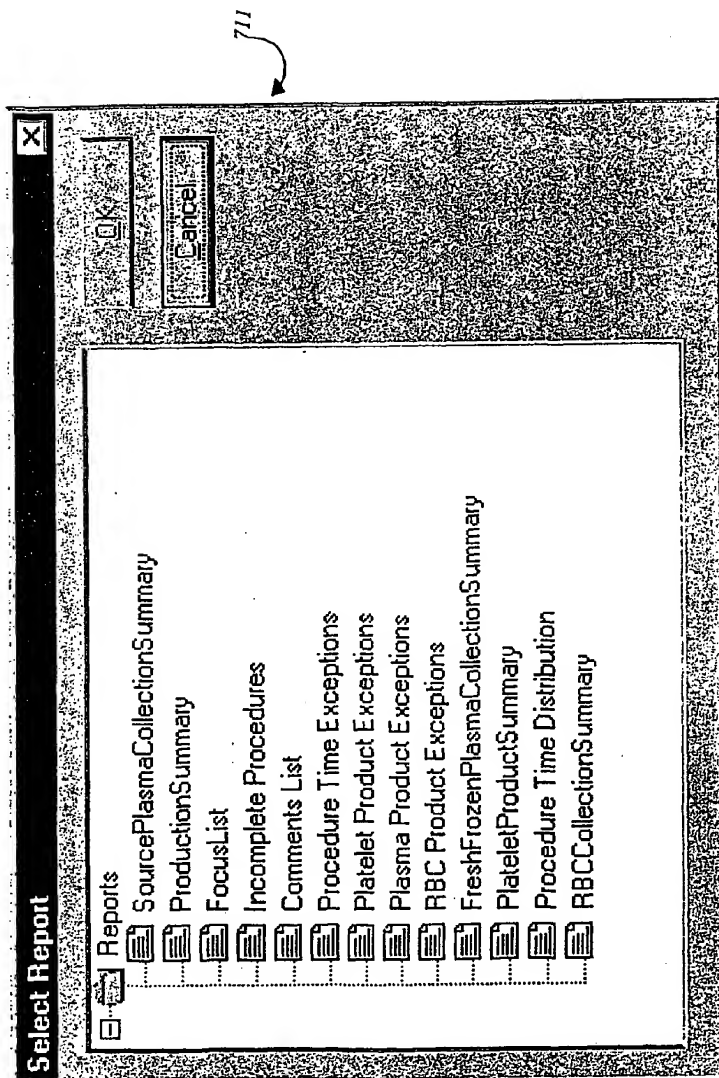 Select Report
Reports
SourcePlasmaCollectionSummary
ProductionSummary
FocusList
Incomplete Procedures
Comments List
Procedure Time Exceptions
Platelet Product Exceptions
Plasma Product Exceptions
RBC Product Exceptions
FreshFrozenPlasmaCollectionSummary
PlateletProductSummary
Procedure Time Distribution
RBCCollectionSummary
OK
Cancel
711